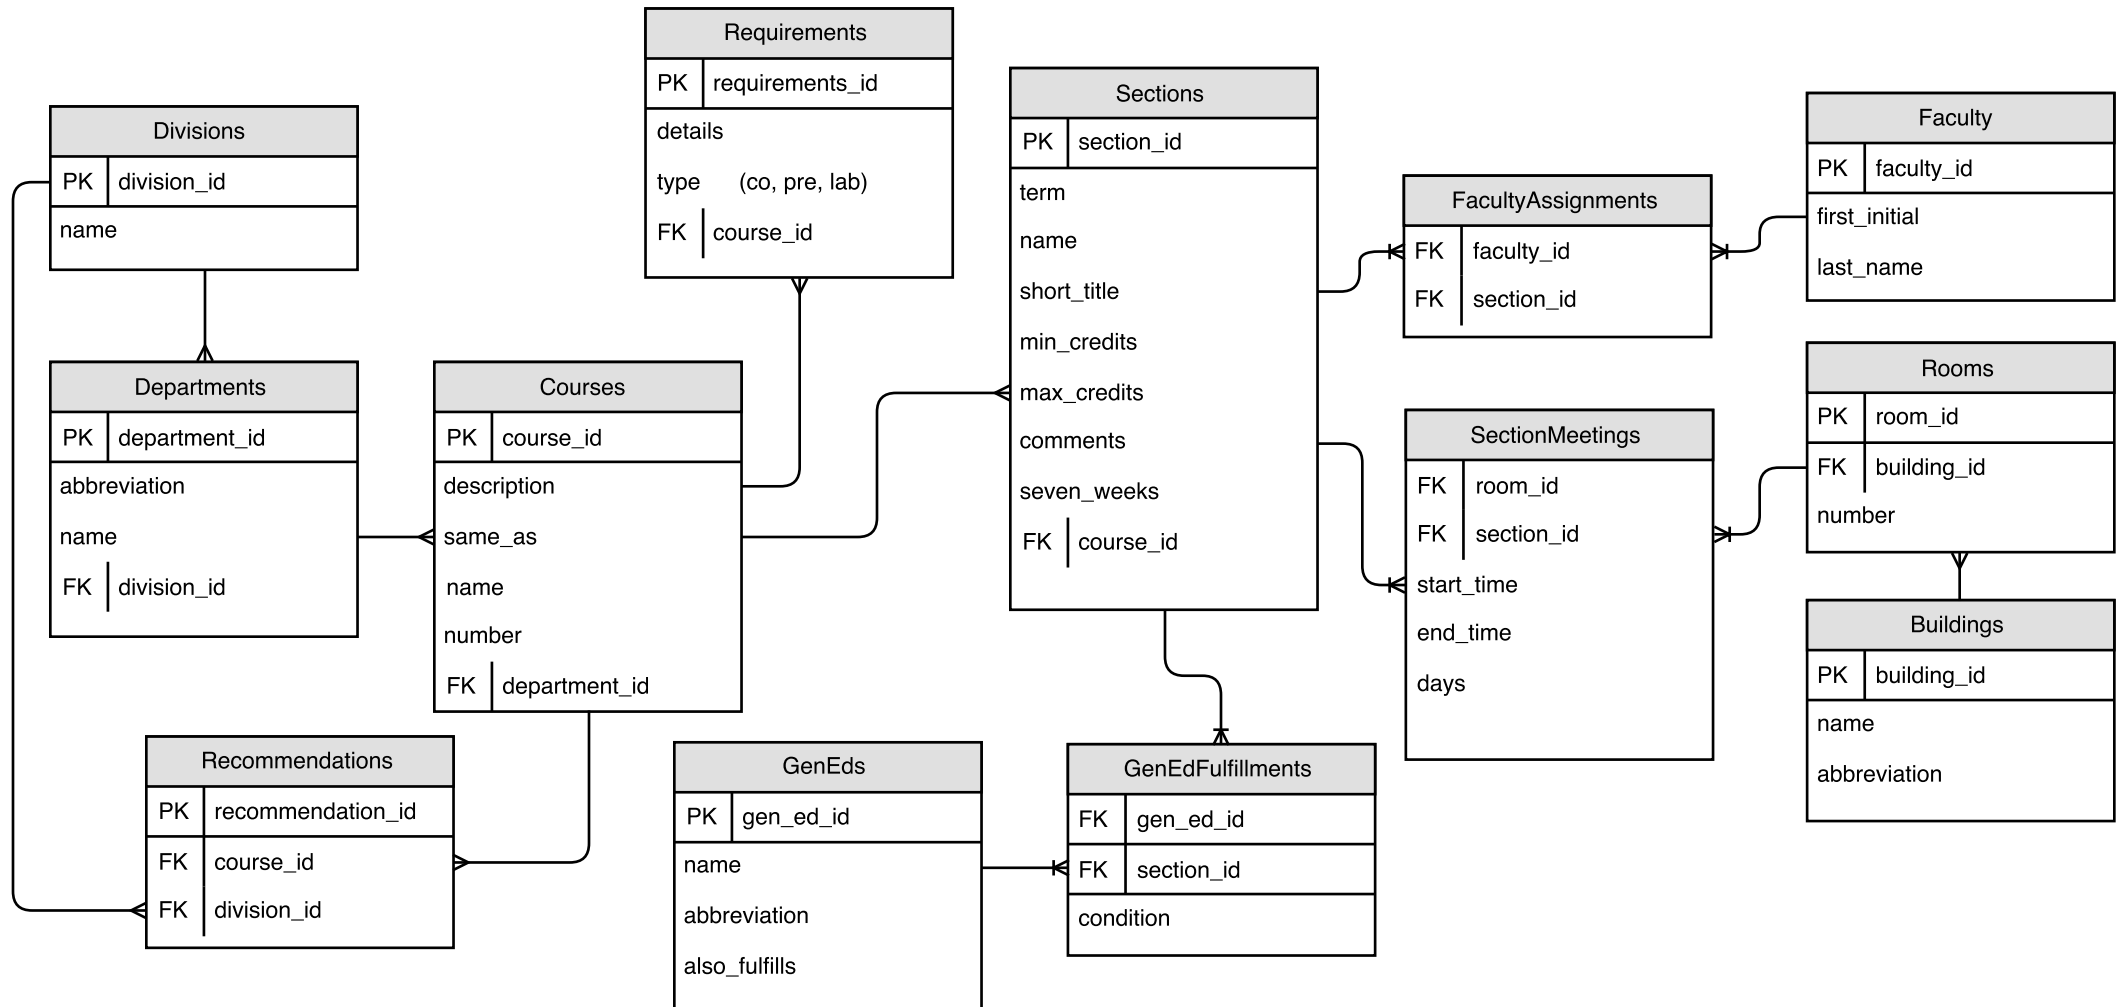 Requirements
PK requirements_id
details
type (co, pre, lab)
FK course_id
Divisions
PK division_id
name
Departments
PK department_id
abbreviation
name
FK division_id
Courses
PK course_id
description
same_as
name
number
FK department_id
Recommendations
PK recommendation_id
FK course_id
FK division_id
GenEds
PK gen_ed_id
name
abbreviation
also_fulfills
Sections
PK section_id
term
name
short_title
min_credits
max_credits
comments
seven_weeks
FK course_id
GenEdFulfillments
FK gen_ed_id
FK section_id
condition
FacultyAssignments
FK faculty_id
FK section_id
SectionMeetings
FK room_id
FK section_id
start_time
end_time
days
Faculty
PK faculty_id
first_initial
last_name
Rooms
PK room_id
FK building_id
number
Buildings
PK building_id
name
abbreviation